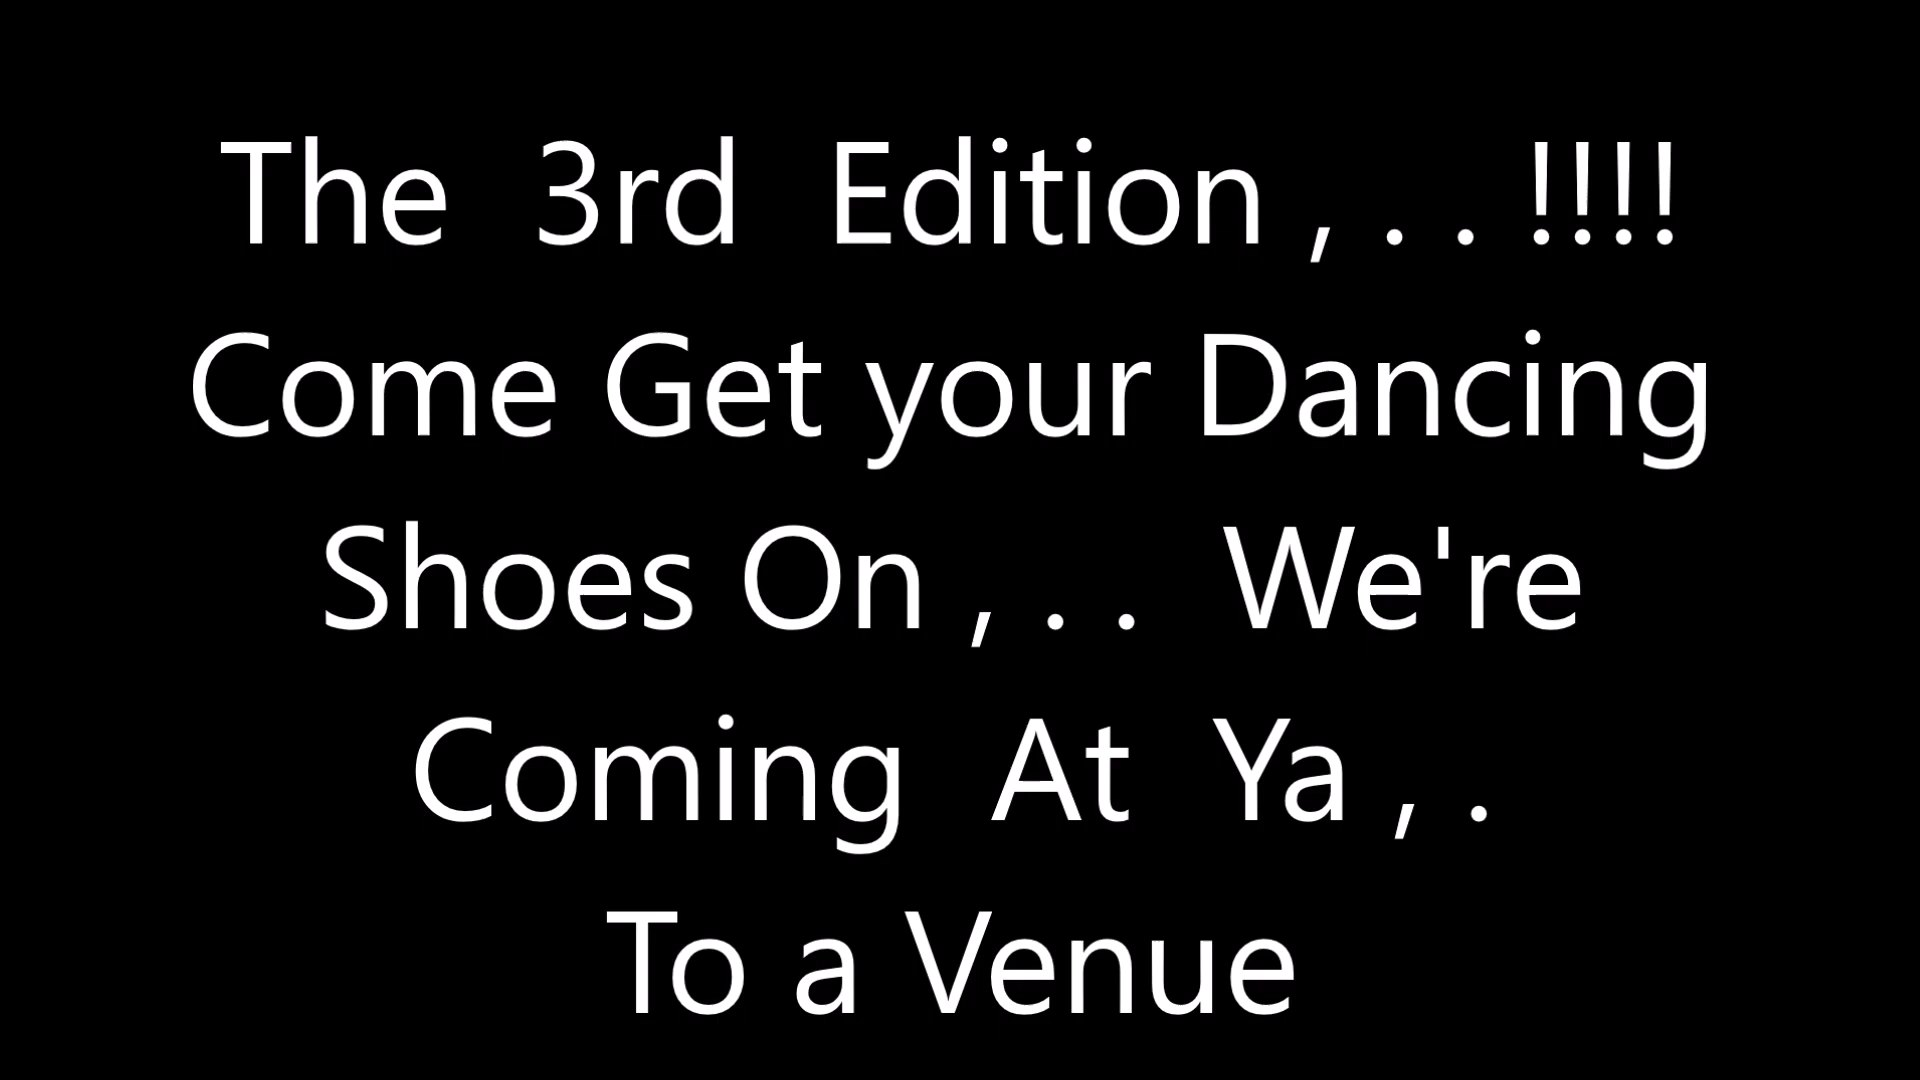 The  3rd  Edition , . . !!!!
Come Get your Dancing
Shoes On , . .  We're
Coming  At  Ya , .
To a Venue